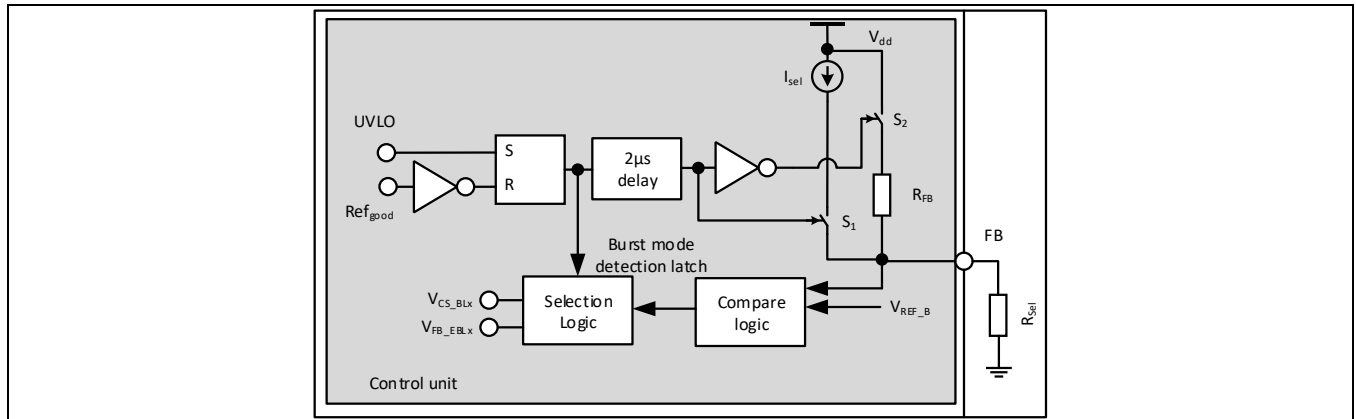 V_dd
I_sel
UVLO
S
S_2
2µs
delay
R
R_FB
Ref_good
S_1
FB
Burst mode
detection latch
V_CS_BLx
Selection
Logic
Compare
logic
V_REF_B
R_Sel
V_FB_EBLx
Control unit